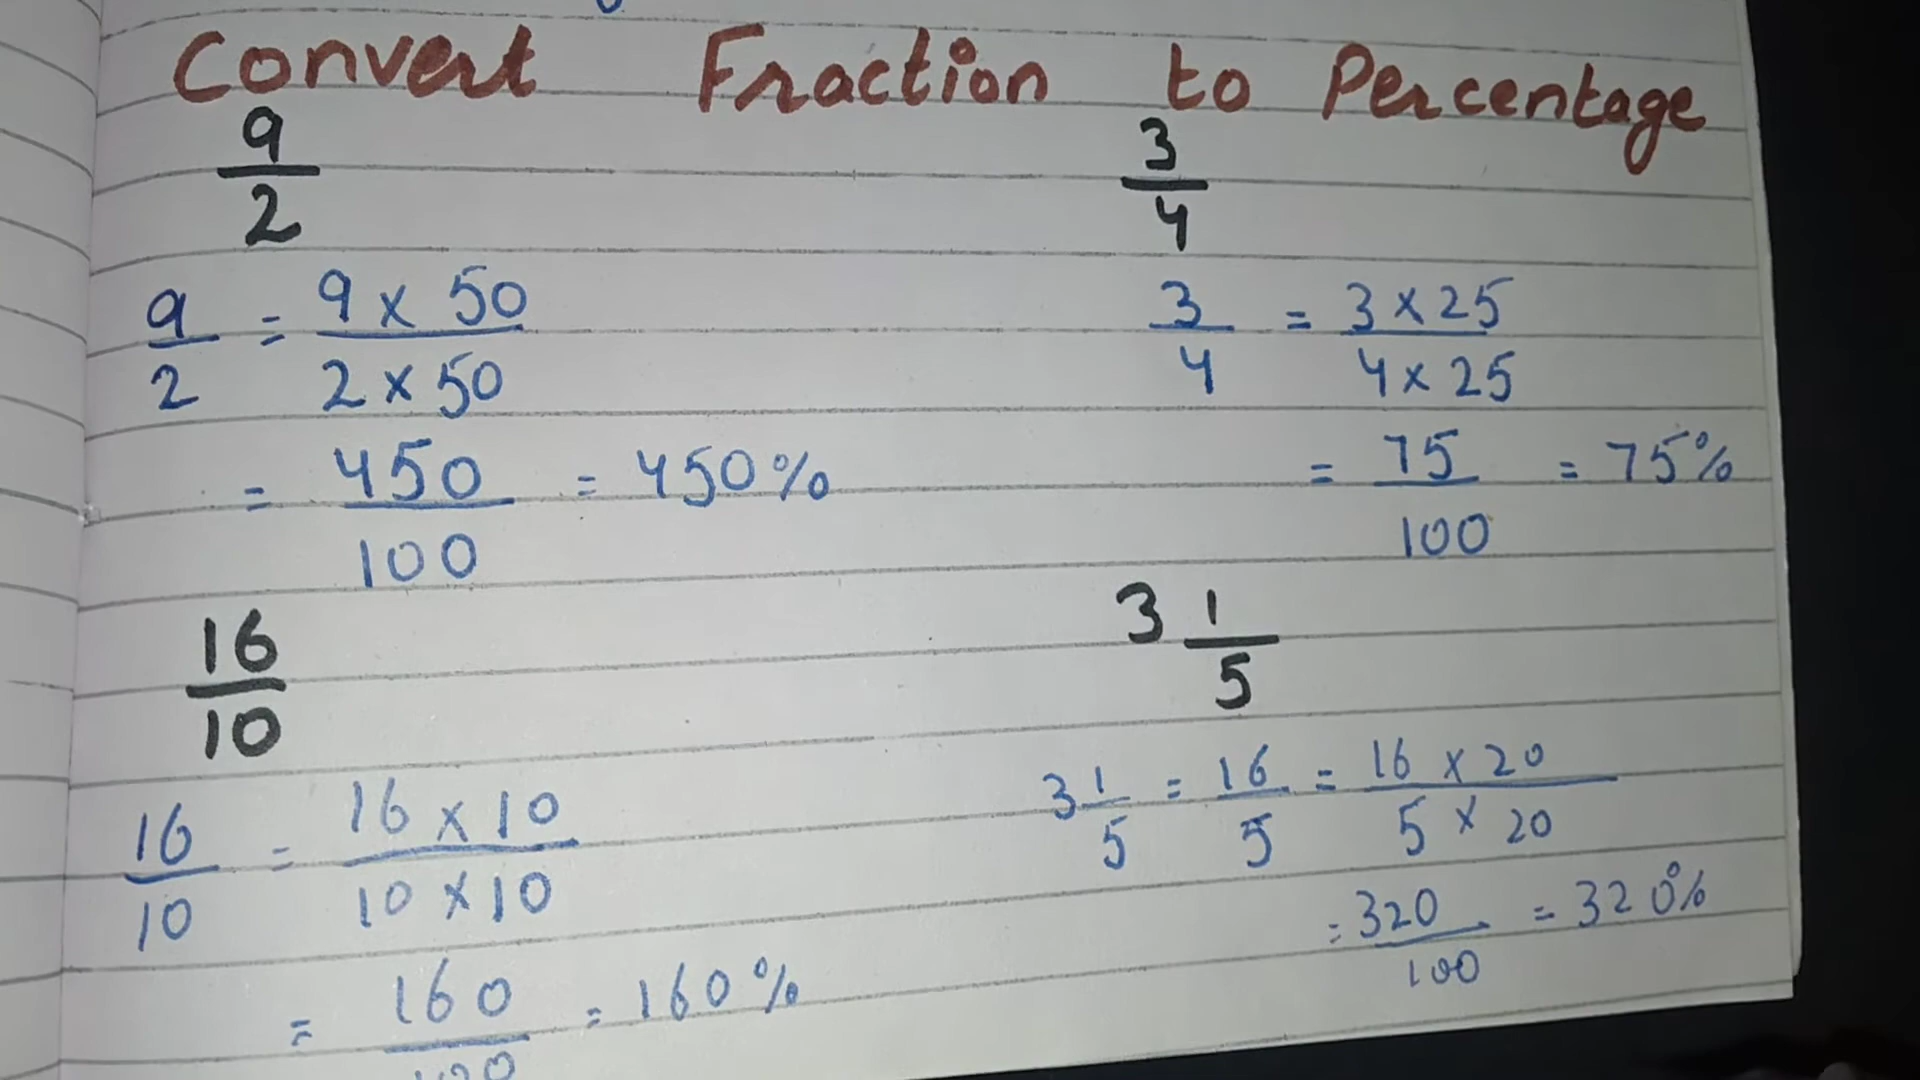 Convert Fraction to Percentage
9/2
9/2 = 9 x 50 / 2 x 50
= 450/100 = 450%
3/4
3/4 = 3 x 25 / 4 x 25
= 75/100 = 75%
16/10
16/10 = 16 x 10 / 10 x 10
= 160/100 = 160%
3 1/5
3 1/5 = 16/5 = 16 x 20 / 5 x 20
= 320/100 = 320%